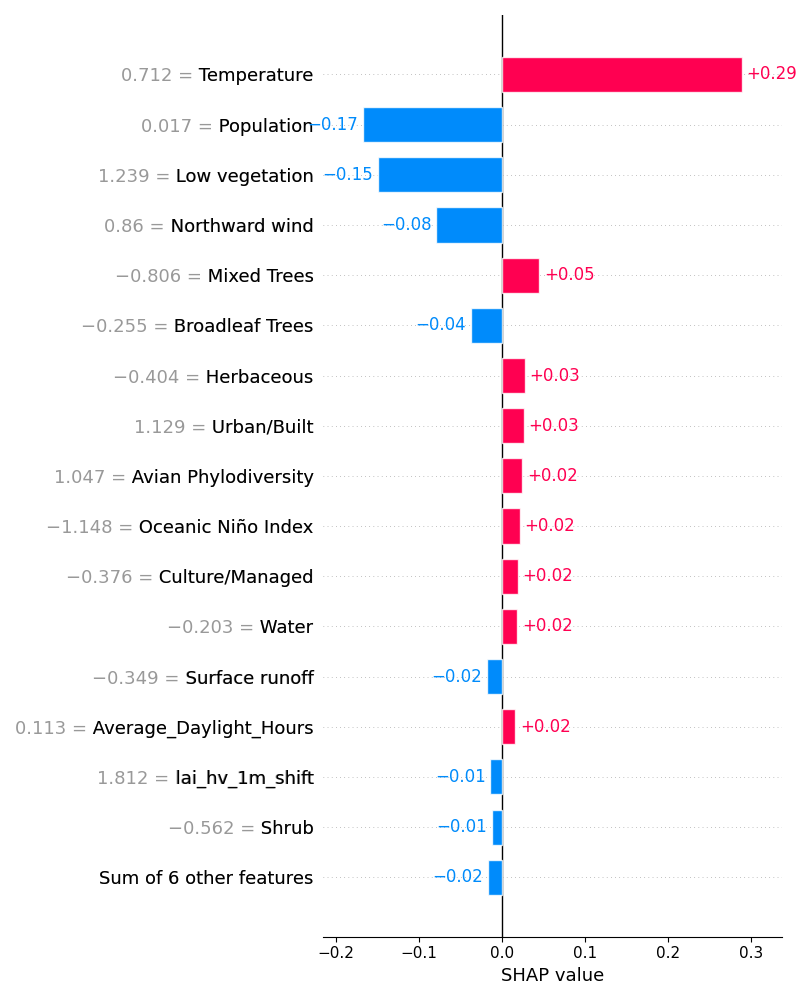 0.712 = Temperature +0.29
0.017 = Population −0.17
1.239 = Low vegetation −0.15
0.86 = Northward wind −0.08
−0.806 = Mixed Trees +0.05
−0.255 = Broadleaf Trees −0.04
−0.404 = Herbaceous +0.03
1.129 = Urban/Built +0.03
1.047 = Avian Phylodiversity +0.02
−1.148 = Oceanic Niño Index +0.02
−0.376 = Culture/Managed +0.02
−0.203 = Water +0.02
−0.349 = Surface runoff −0.02
0.113 = Average_Daylight_Hours +0.02
1.812 = lai_hv_1m_shift −0.01
−0.562 = Shrub −0.01
Sum of 6 other features −0.02
−0.2 −0.1 0.0 0.1 0.2 0.3
SHAP value